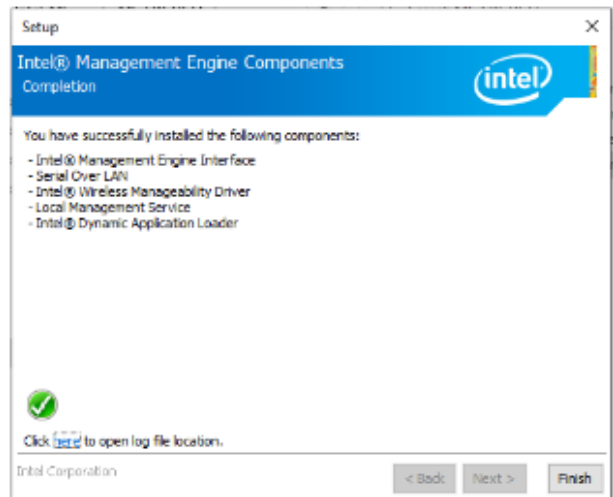 Setup
Intel® Management Engine Components
intel
Completion
You have successfully installed the following components:
- Intel® Management Engine Interface
- Serial Over LAN
- Intel® Wireless Manageability Driver
- Local Management Service
- Intel® Dynamic Application Loader
Click here to open log file location.
Intel Corporation
< Back
Next >
Finish